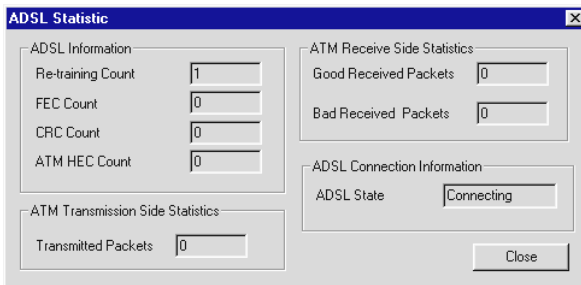 ADSL Statistic
ADSL Information
Re-training Count 1
FEC Count 0
CRC Count 0
ATM HEC Count 0
ATM Transmission Side Statistics
Transmitted Packets 0
ATM Receive Side Statistics
Good Received Packets 0
Bad Received Packets 0
ADSL Connection Information
ADSL State Connecting
Close